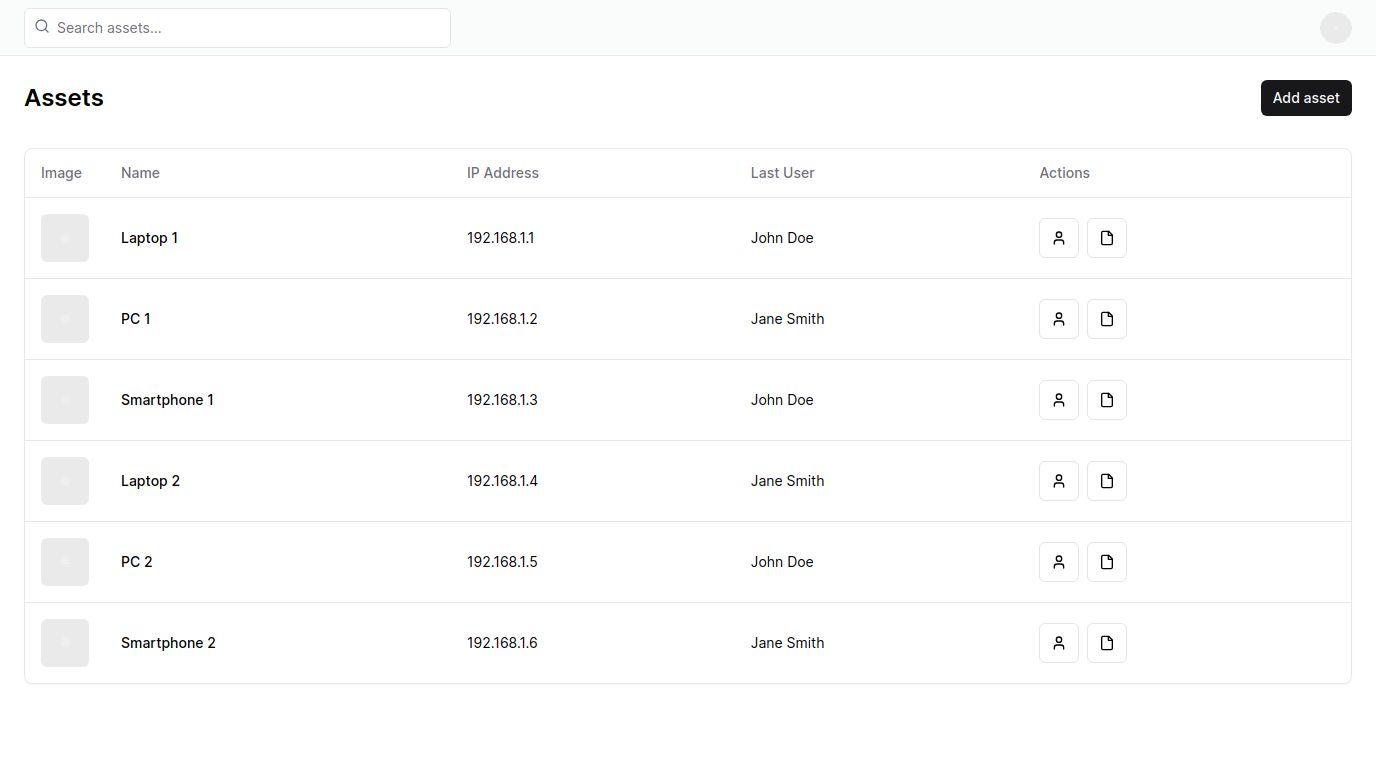 Search assets...
Assets
Add asset
Image Name IP Address Last User Actions
Laptop 1 192.168.1.1 John Doe
PC 1 192.168.1.2 Jane Smith
Smartphone 1 192.168.1.3 John Doe
Laptop 2 192.168.1.4 Jane Smith
PC 2 192.168.1.5 John Doe
Smartphone 2 192.168.1.6 Jane Smith